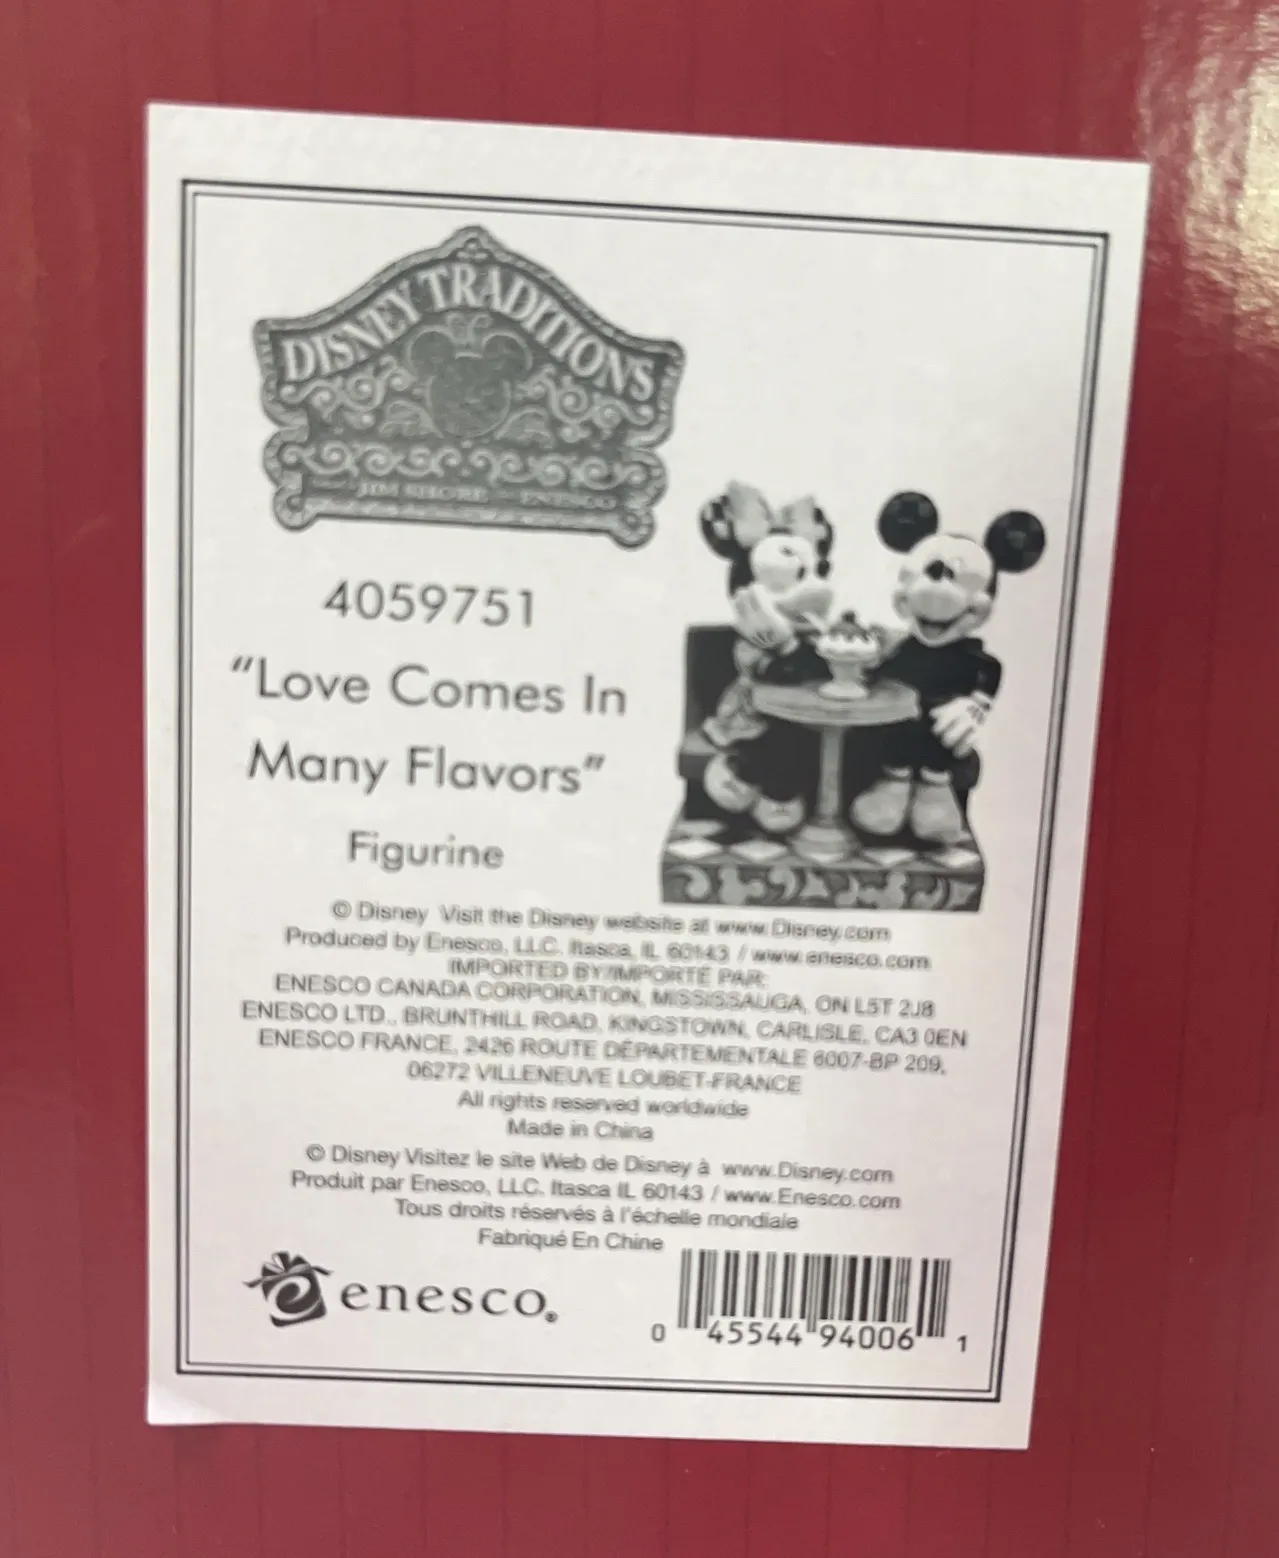 DISNEY TRADITIONS
JIM SHORE ENESCO
4059751
“Love Comes In
Many Flavors”
Figurine
© Disney Visit the Disney website at www.Disney.com
Produced by Enesco, LLC. Itasca, IL 60143 / www.enesco.com
IMPORTED BY/IMPORTÉ PAR:
ENESCO CANADA CORPORATION, MISSISSAUGA, ON L5T 2J8
ENESCO LTD., BRUNTHILL ROAD, KINGSTOWN, CARLISLE, CA3 0EN
ENESCO FRANCE, 2426 ROUTE DÉPARTEMENTALE 6007-BP 209,
06272 VILLENEUVE LOUBET-FRANCE
All rights reserved worldwide
Made in China
© Disney Visitez le site Web de Disney à www.Disney.com
Produit par Enesco, LLC. Itasca IL 60143 / www.Enesco.com
Tous droits réservés à l'échelle mondiale
Fabriqué En Chine
enesco®
0 45544 94006 1